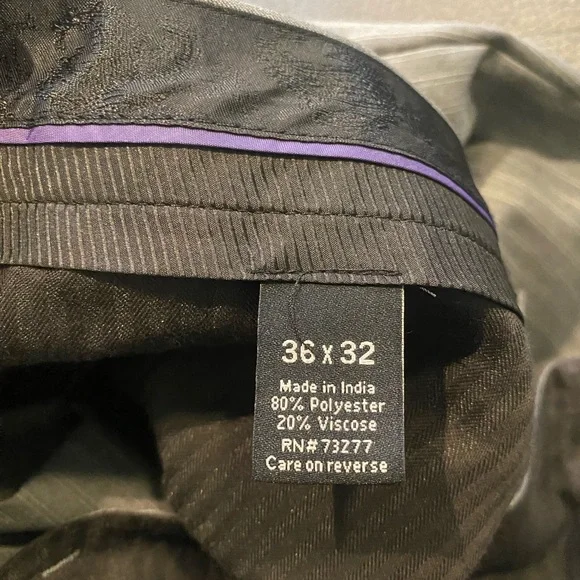 36 x 32
Made in India
80% Polyester
20% Viscose
RN# 73277
Care on reverse